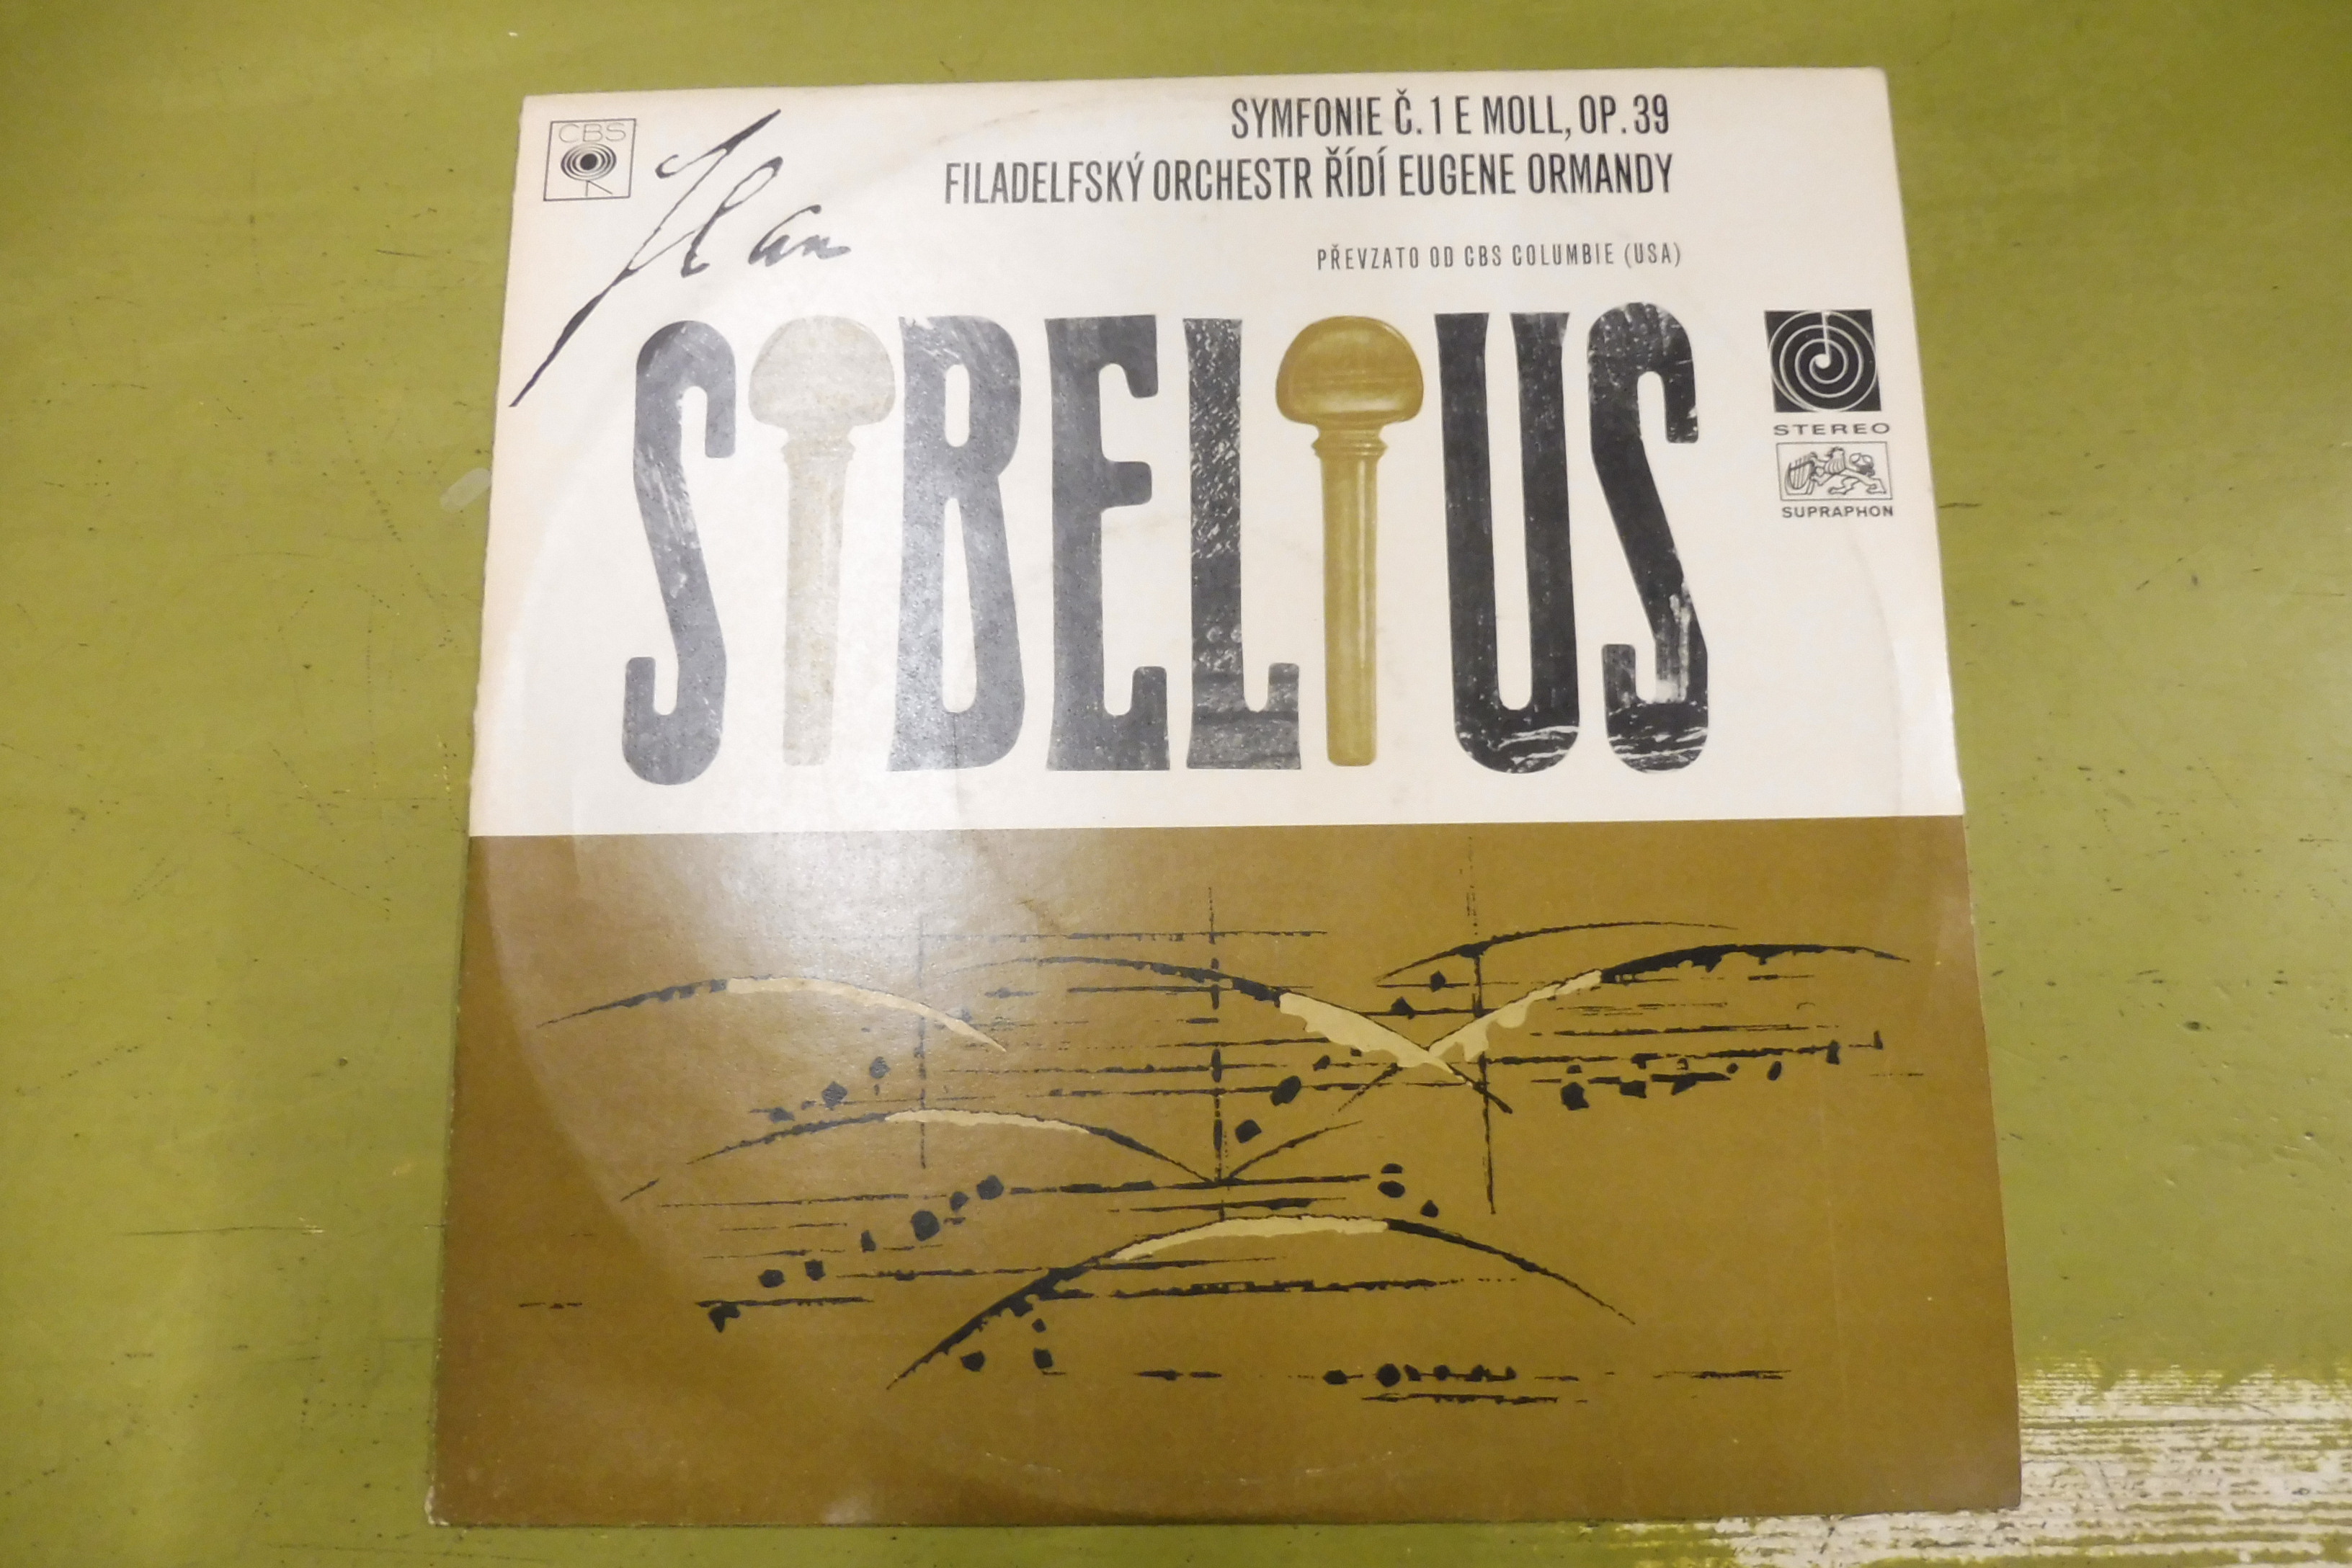 CBS
SYMFONIE Č. 1 E MOLL, OP. 39
FILADELFSKÝ ORCHESTR ŘÍDÍ EUGENE ORMANDY
PŘEVZATO OD CBS COLUMBIE (USA)
Jean
SIBELIUS
STEREO
SUPRAPHON